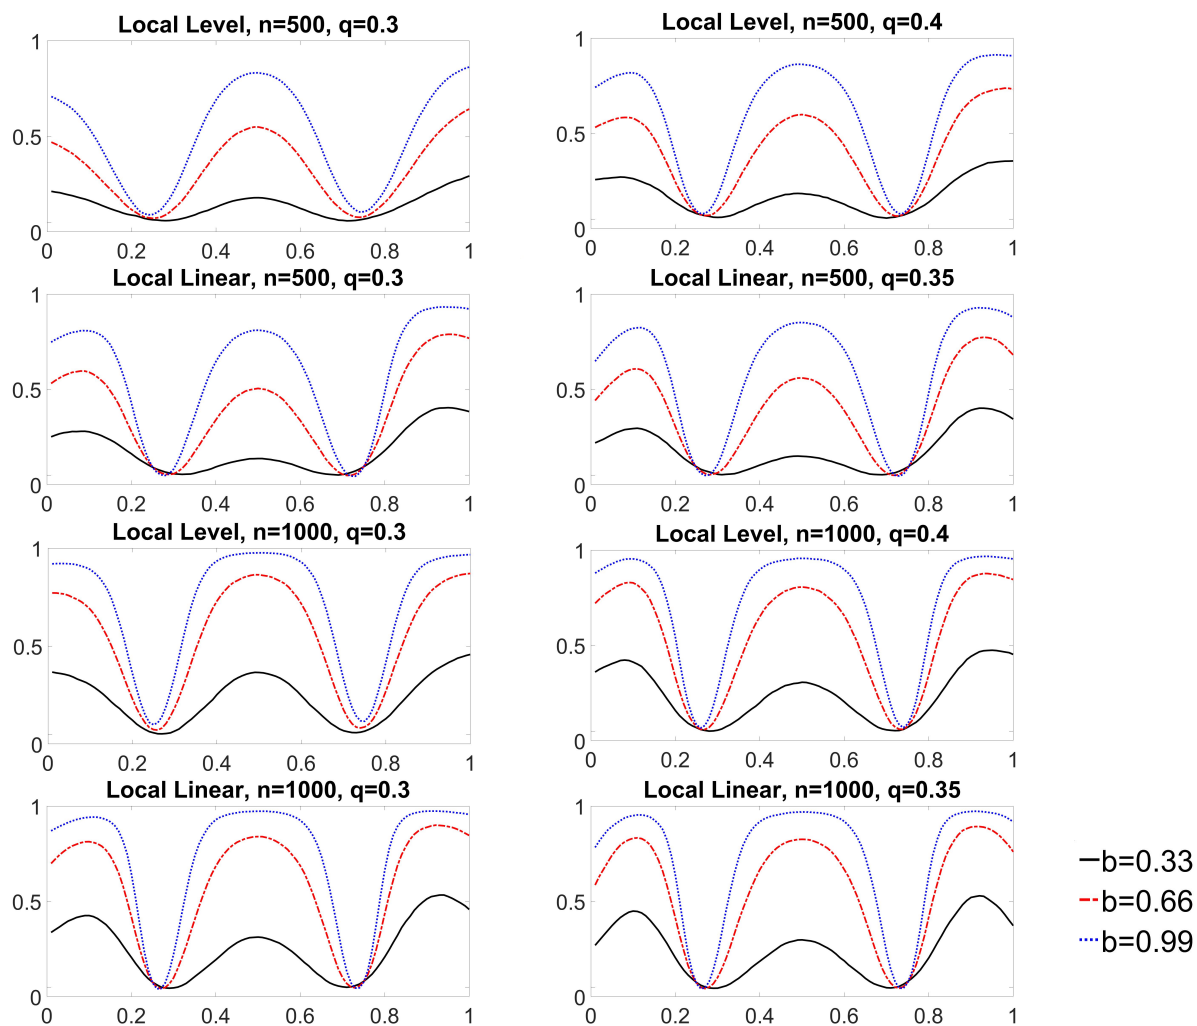 Local Level, n=500, q=0.3
1
0.5
0
0 0.2 0.4 0.6 0.8 1
Local Level, n=500, q=0.4
1
0.5
0
0 0.2 0.4 0.6 0.8 1
Local Linear, n=500, q=0.3
1
0.5
0
0 0.2 0.4 0.6 0.8 1
Local Linear, n=500, q=0.35
1
0.5
0
0 0.2 0.4 0.6 0.8 1
Local Level, n=1000, q=0.3
1
0.5
0
0 0.2 0.4 0.6 0.8 1
Local Level, n=1000, q=0.4
1
0.5
0
0 0.2 0.4 0.6 0.8 1
Local Linear, n=1000, q=0.3
1
0.5
0
0 0.2 0.4 0.6 0.8 1
Local Linear, n=1000, q=0.35
1
0.5
0
0 0.2 0.4 0.6 0.8 1
b=0.33
b=0.66
b=0.99